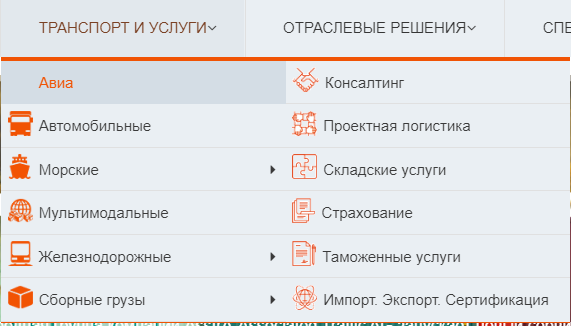 ТРАНСПОРТ И УСЛУГИ
ОТРАСЛЕВЫЕ РЕШЕНИЯ
Авиа
Консалтинг
Автомобильные
Проектная логистика
Морские
Складские услуги
Мультимодальные
Страхование
Железнодорожные
Таможенные услуги
Сборные грузы
Импорт. Экспорт. Сертификация